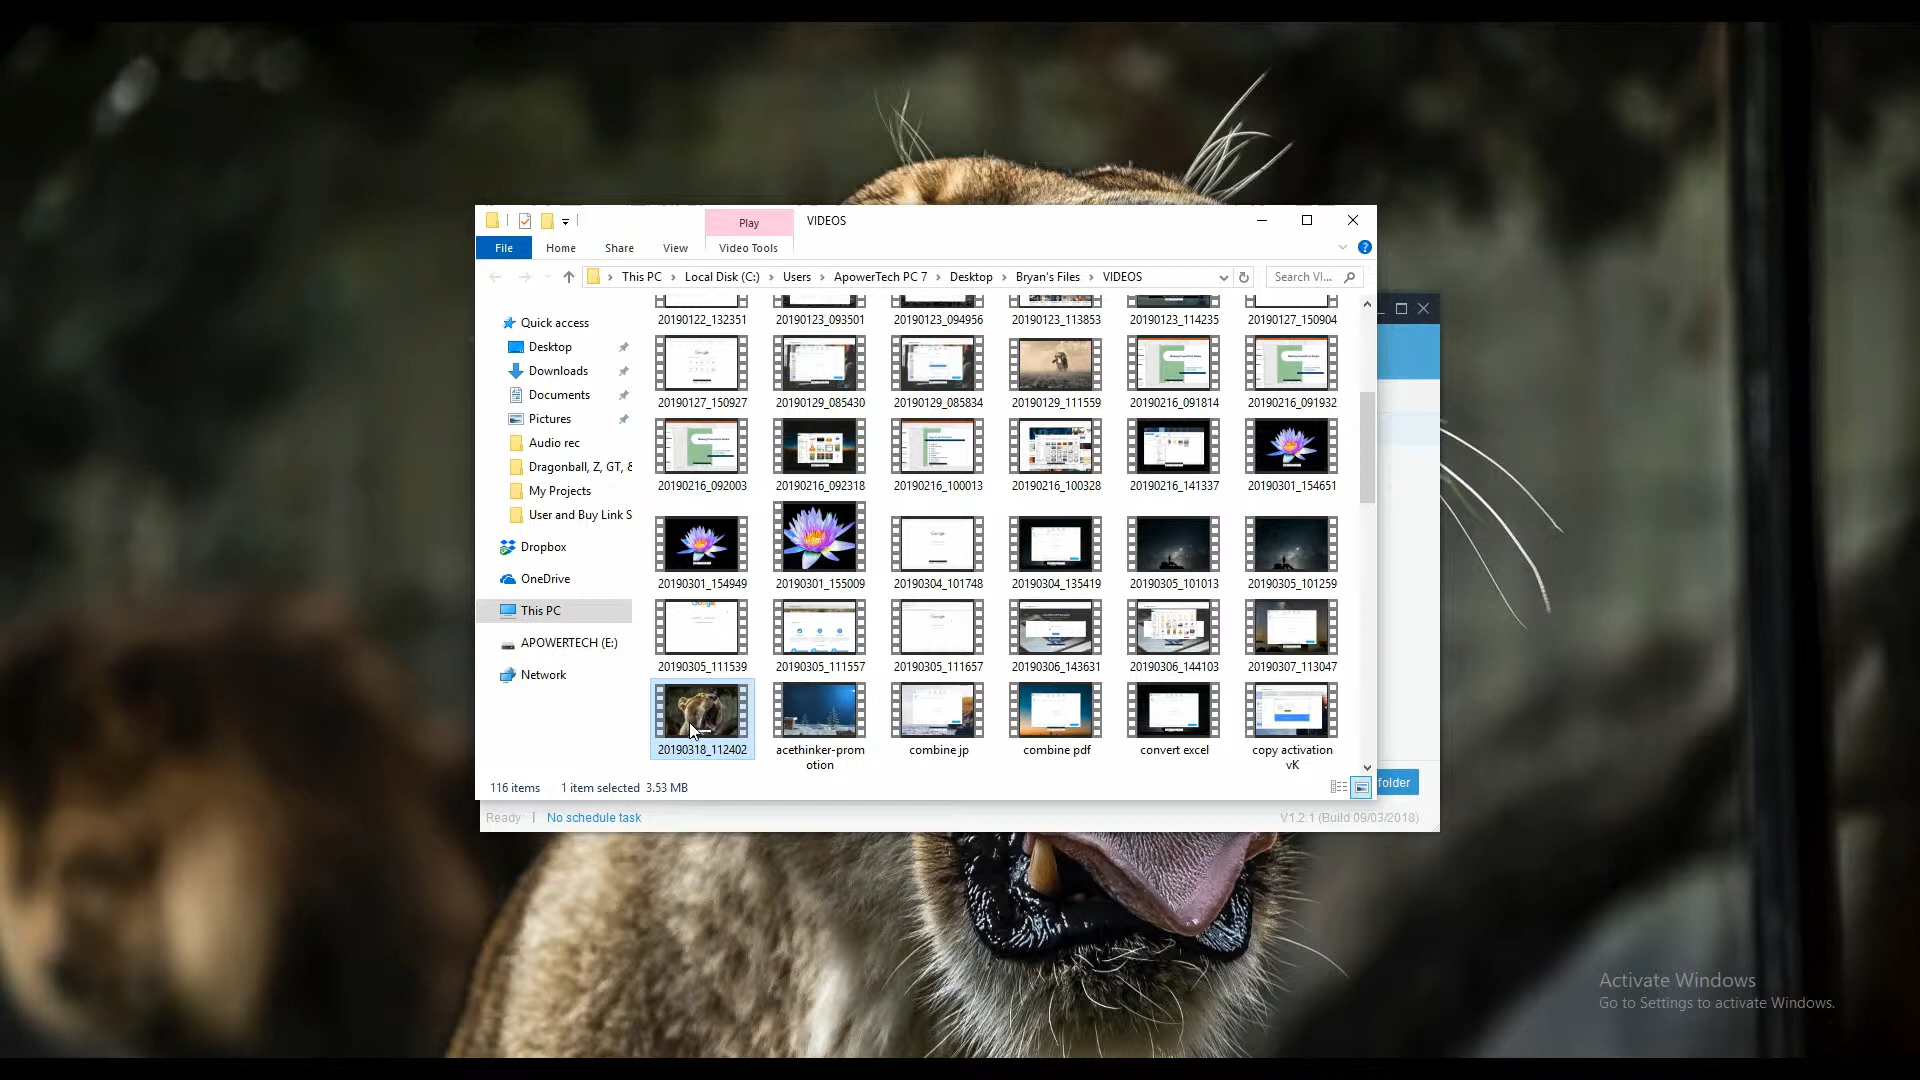 Play
VIDEOS
File
Home
Share
View
Video Tools
This PC
Local Disk (C:)
Users
ApowerTech PC 7
Desktop
Bryan's Files
VIDEOS
Search VI...
Quick access
Desktop
Downloads
Documents
Pictures
Audio rec
Dragonball, Z, GT, &
My Projects
User and Buy Link S
Dropbox
OneDrive
This PC
APOWERTECH (E:)
Network
20190122_132351
20190123_093501
20190123_094956
20190123_113853
20190123_114235
20190127_150904
20190127_150927
20190129_085430
20190129_085834
20190129_111559
20190216_091814
20190216_091932
20190216_092003
20190216_092318
20190216_100013
20190216_100328
20190216_141337
20190301_154651
20190301_154949
20190301_155009
20190304_101748
20190304_135419
20190305_101013
20190305_101259
20190305_111539
20190305_111557
20190305_111657
20190306_143631
20190306_144103
20190307_113047
20190318_112402
acethinker-prom
otion
combine jp
combine pdf
convert excel
copy activation
vK
116 items
1 item selected 3.53 MB
folder
Ready | No schedule task
V1.2.1 (Build 09/03/2018)
Activate Windows
Go to Settings to activate Windows.